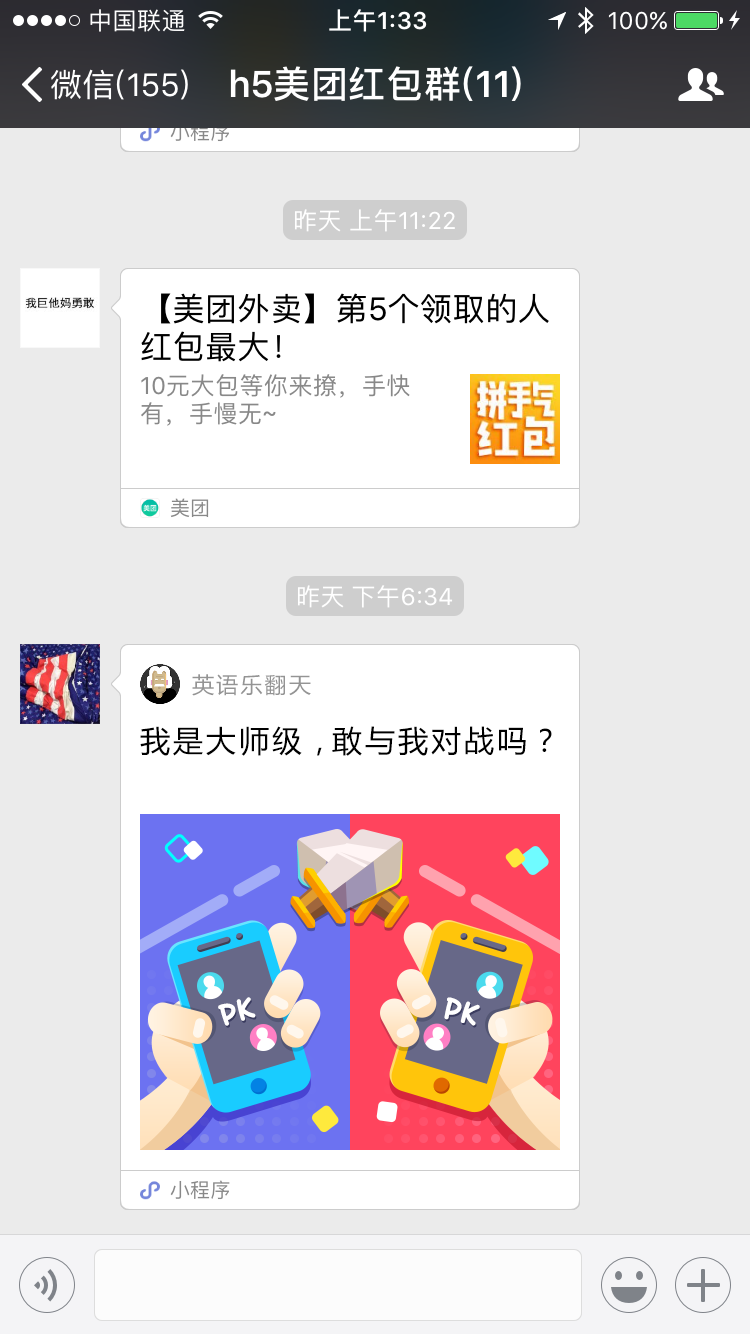 中国联通
上午1:33
100%
微信(155)
h5美团红包群(11)
小程序
昨天 上午11:22
我巨他妈勇敢
【美团外卖】第5个领取的人
红包最大!
10元大包等你来撩，手快
有，手慢无~
拼手气
红包
美团
美团
昨天 下午6:34
英语乐翻天
我是大师级，敢与我对战吗？
PK
PK
小程序